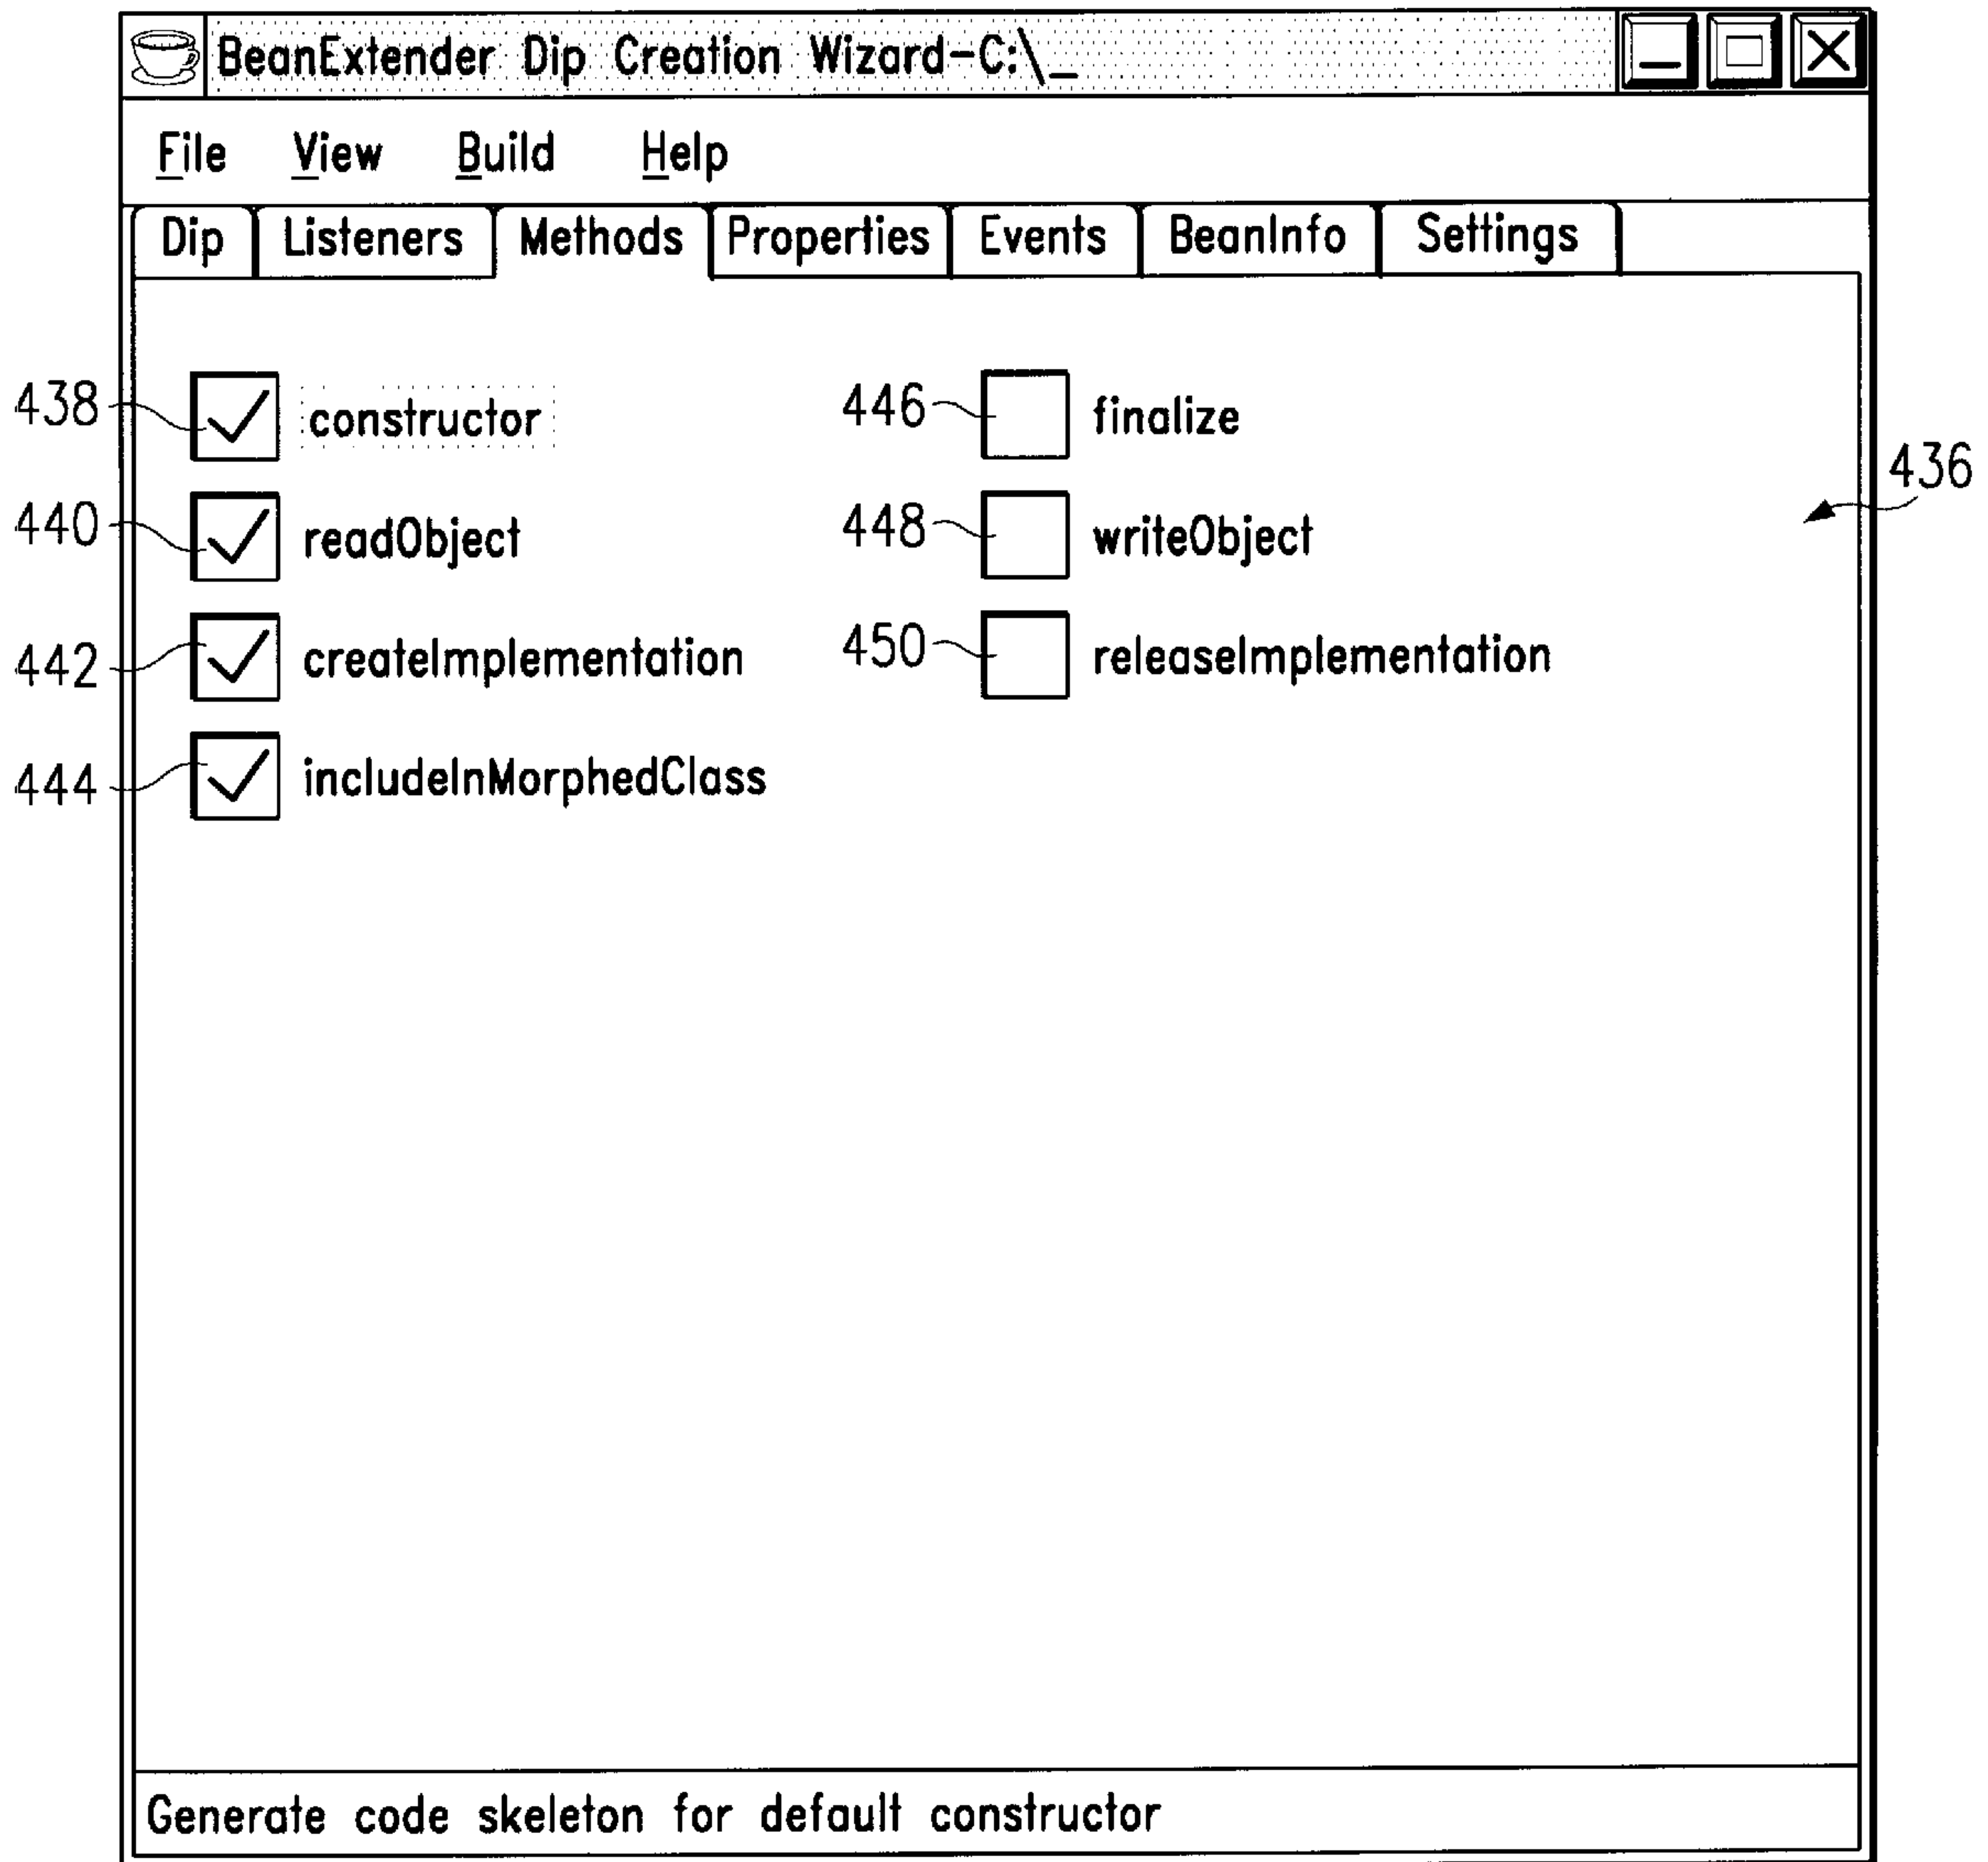 BeanExtender Dip Creation Wizard-C:\_
File View Build Help
Dip Listeners Methods Properties Events BeanInfo Settings
438 constructor 446 finalize
436
440 readObject 448 writeObject
442 createImplementation 450 releaseImplementation
444 includeInMorphedClass
Generate code skeleton for default constructor